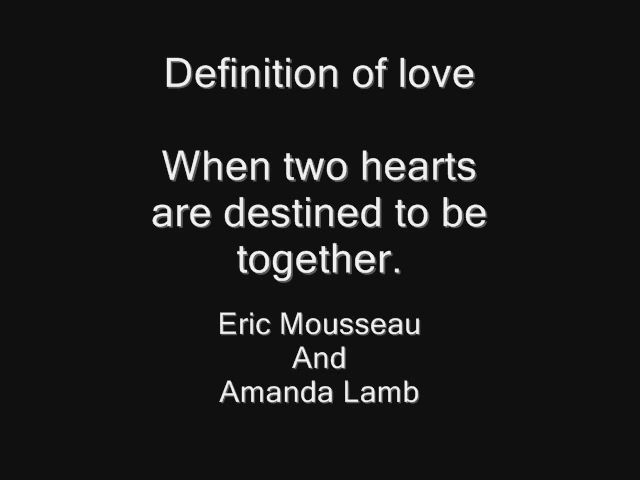 Definition of love
When two hearts
are destined to be
together.
Eric Mousseau
And
Amanda Lamb